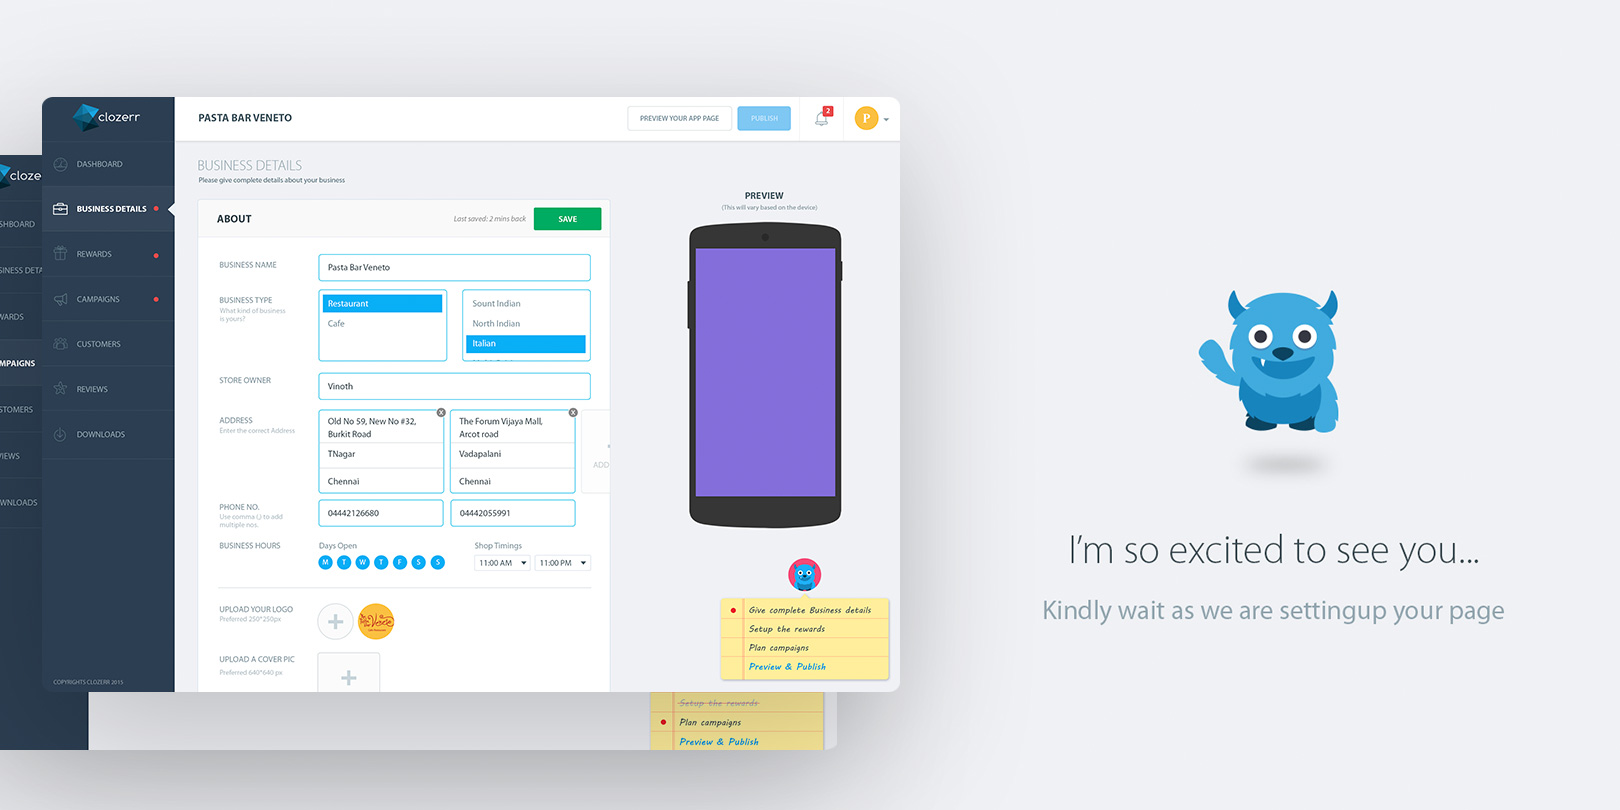 clozerr
PASTA BAR VENETO
PREVIEW YOUR APP PAGE
PUBLISH
2
P
DASHBOARD
BUSINESS DETAILS
REWARDS
CAMPAIGNS
CUSTOMERS
REVIEWS
DOWNLOADS
COPYRIGHTS CLOZERR 2015
cloze
SHBOARD
SINESS DETA
WARDS
MPAIGNS
STOMERS
IEWS
WNLOADS
BUSINESS DETAILS
Please give complete details about your business
ABOUT
Last saved: 2 mins back
SAVE
BUSINESS NAME
Pasta Bar Veneto
BUSINESS TYPE
What kind of business
is yours?
Restaurant
Cafe
Sount Indian
North Indian
Italian
STORE OWNER
Vinoth
ADDRESS
Enter the correct Address
Old No 59, New No #32,
Burkit Road
TNagar
Chennai
X
The Forum Vijaya Mall,
Arcot road
Vadapalani
Chennai
X
ADD
PHONE NO.
Use comma (,) to add
multiple nos.
04442126680
04442055991
BUSINESS HOURS
Days Open
M T W T F S S
Shop Timings
11:00 AM
11:00 PM
UPLOAD YOUR LOGO
Preferred 250*250px
UPLOAD A COVER PIC
Preferred 640*640 px
PREVIEW
(This will vary based on the device)
Give complete Business details
Setup the rewards
Plan campaigns
Preview & Publish
Setup the rewards
Plan campaigns
Preview & Publish
I'm so excited to see you...
Kindly wait as we are settingup your page